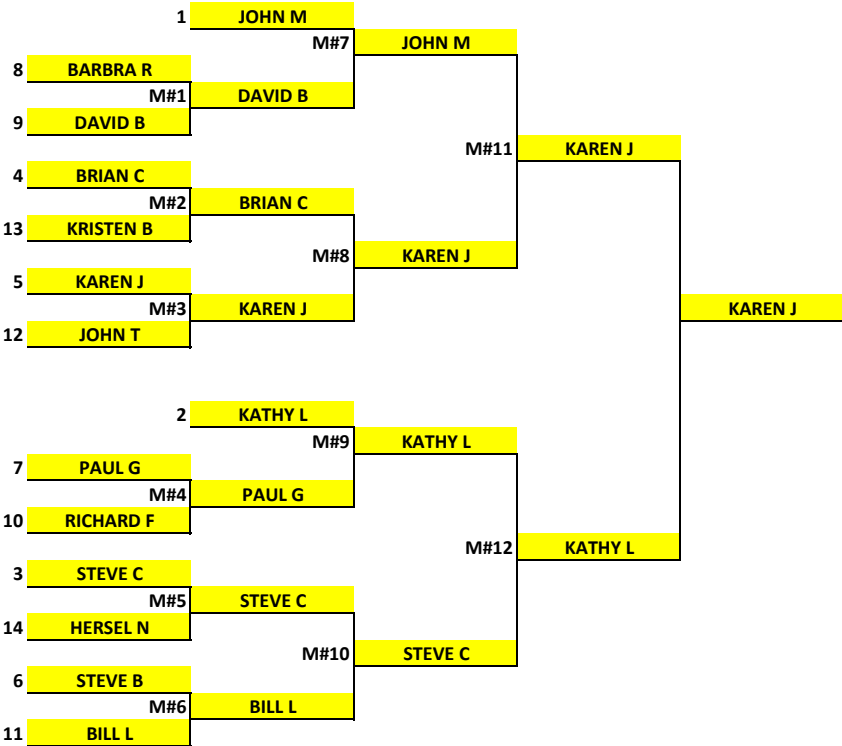 1 JOHN M
M#7 JOHN M
8 BARBRA R
M#1 DAVID B
9 DAVID B
M#11 KAREN J
4 BRIAN C
M#2 BRIAN C
13 KRISTEN B
M#8 KAREN J
5 KAREN J
M#3 KAREN J
KAREN J
12 JOHN T
2 KATHY L
M#9 KATHY L
7 PAUL G
M#4 PAUL G
10 RICHARD F
M#12 KATHY L
3 STEVE C
M#5 STEVE C
14 HERSEL N
M#10 STEVE C
6 STEVE B
M#6 BILL L
11 BILL L